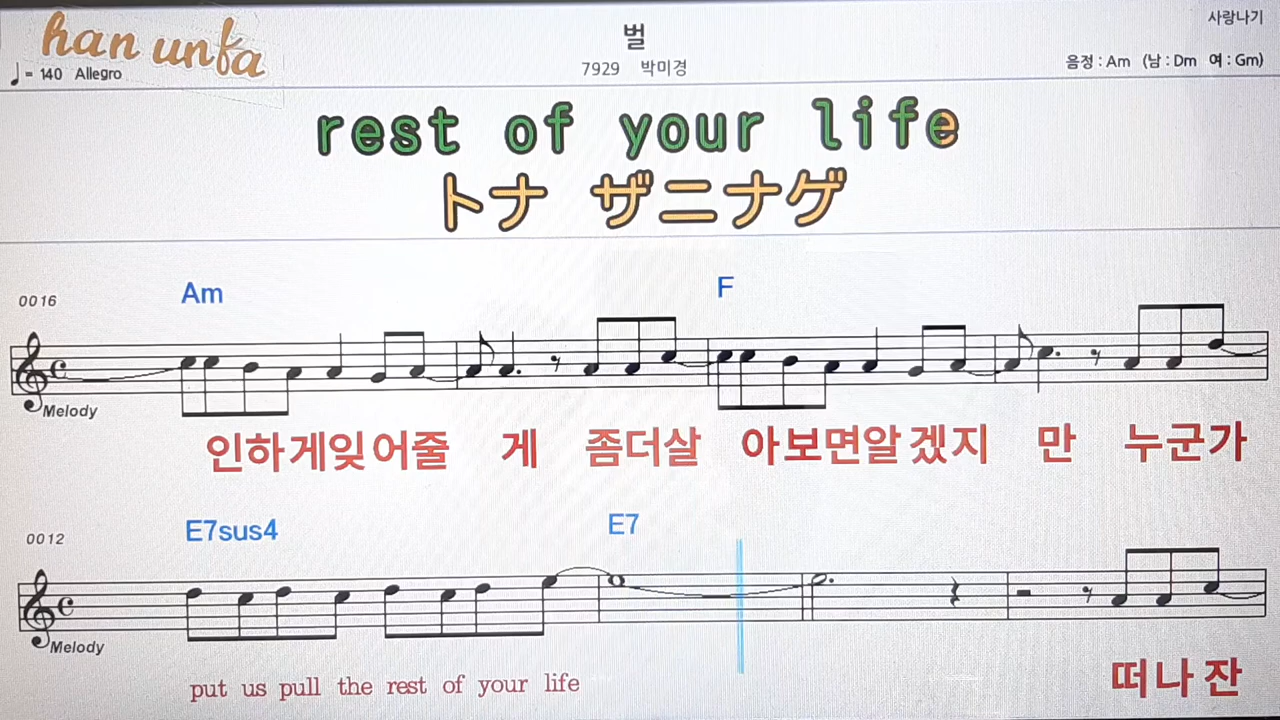 han unfa
벌
사랑나기
♩= 140 Allegro
7929 박미경
음정 : Am (남 : Dm 여 : Gm)
rest of your life
トナ ザニナゲ
0016 Am F
Melody
인하게잊어줄 게 좀더살 아보면알겠지 만 누군가
0012 E7sus4 E7
Melody
put us pull the rest of your life
떠나 잔